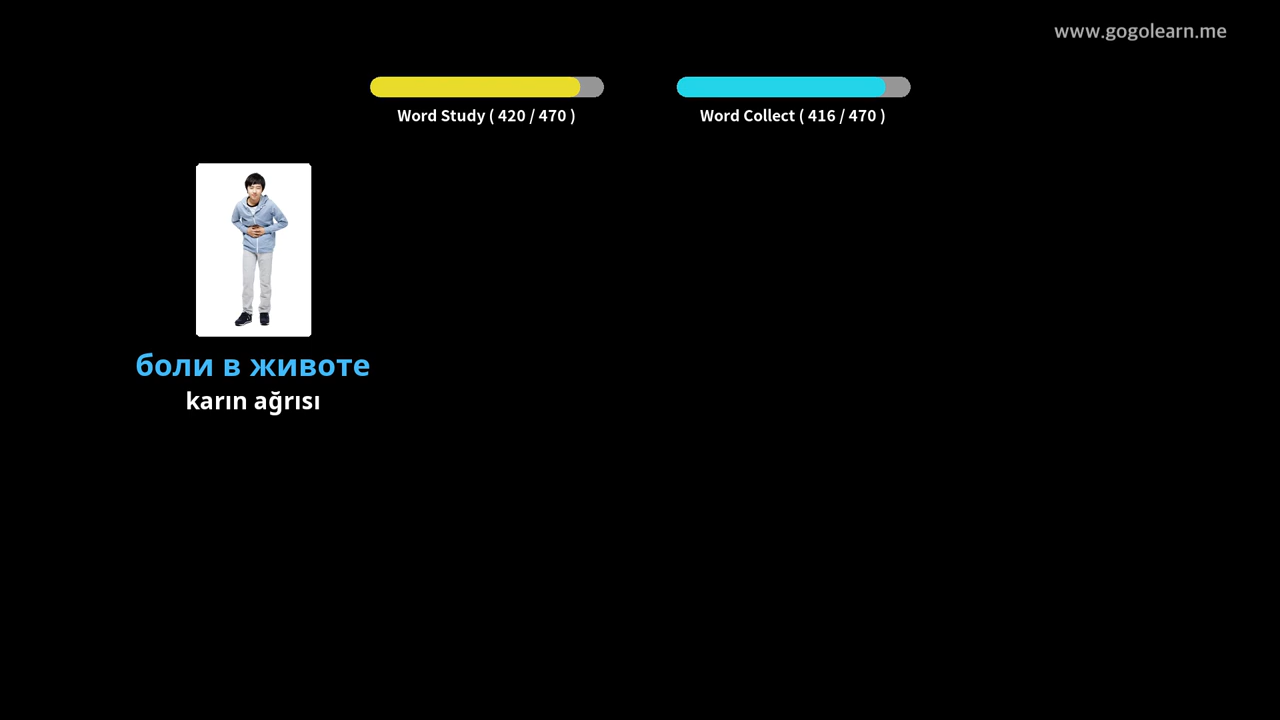 www.gogolearn.me
Word Study ( 420 / 470 )
Word Collect ( 416 / 470 )
боли в животе
karın ağrısı